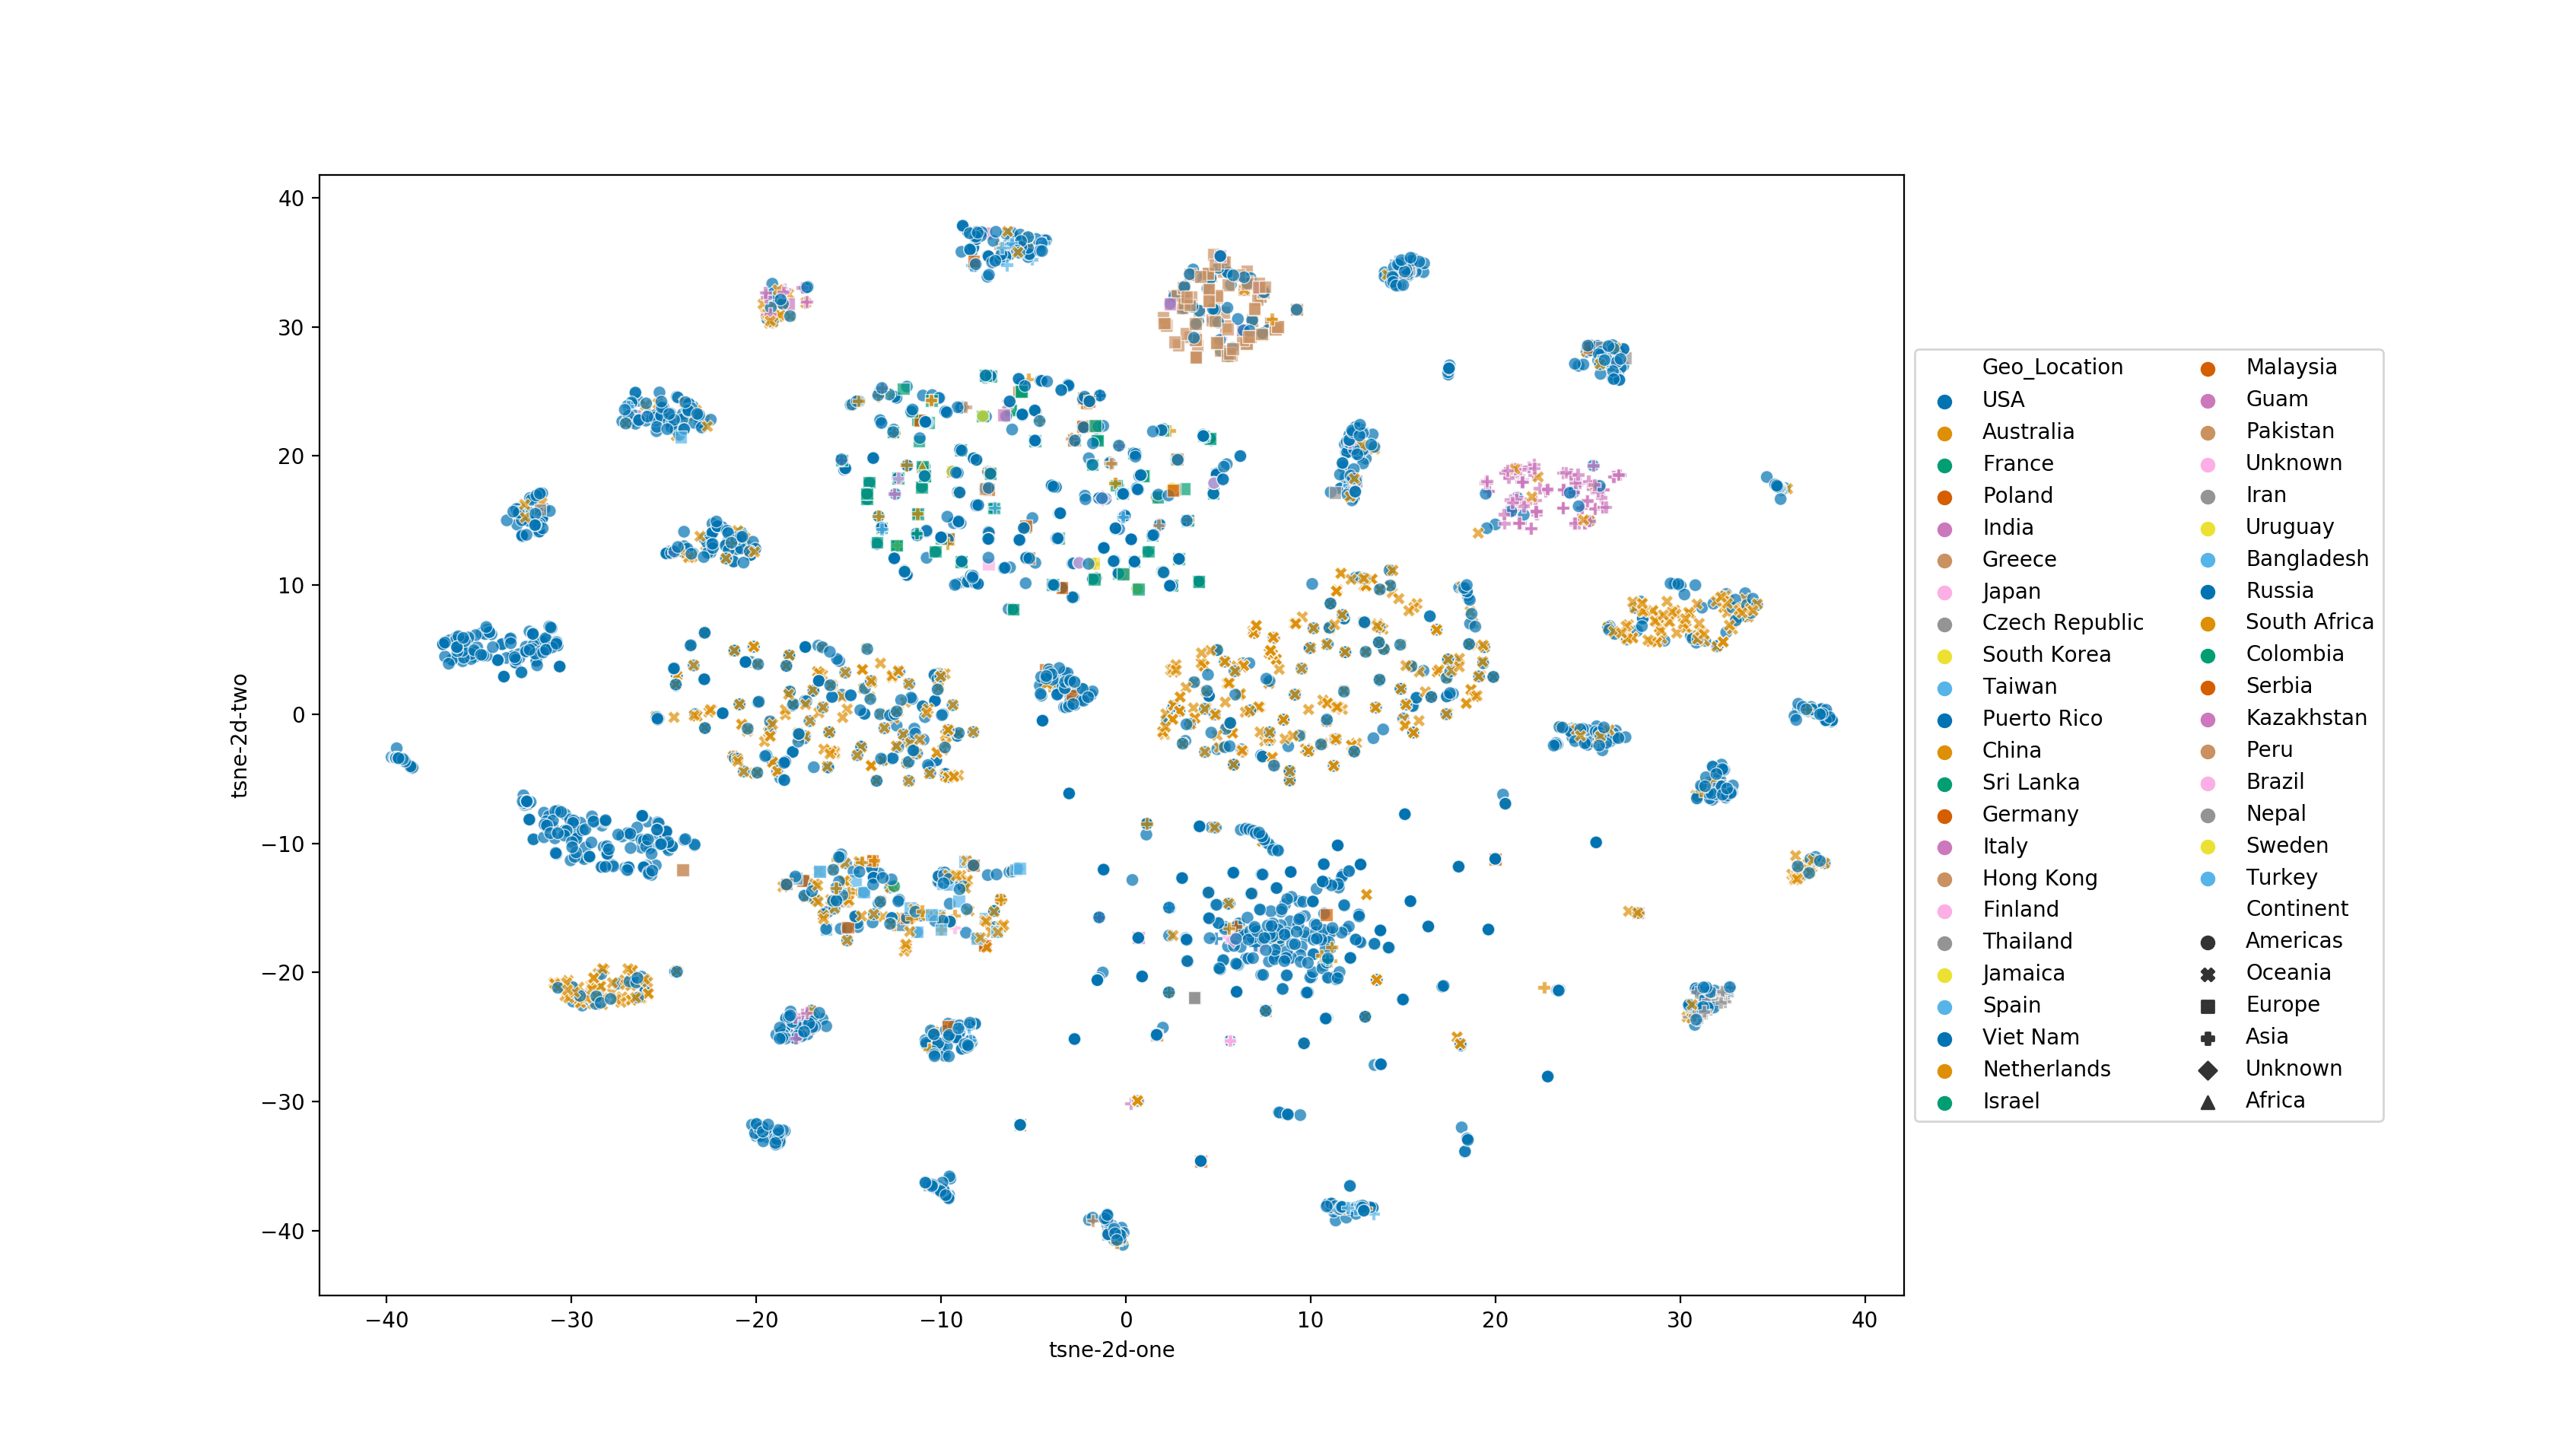 40
30
20
10
0
−10
−20
−30
−40
tsne-2d-two
−40 −30 −20 −10 0 10 20 30 40
tsne-2d-one
Geo_Location
USA
Australia
France
Poland
India
Greece
Japan
Czech Republic
South Korea
Taiwan
Puerto Rico
China
Sri Lanka
Germany
Italy
Hong Kong
Finland
Thailand
Jamaica
Spain
Viet Nam
Netherlands
Israel
Malaysia
Guam
Pakistan
Unknown
Iran
Uruguay
Bangladesh
Russia
South Africa
Colombia
Serbia
Kazakhstan
Peru
Brazil
Nepal
Sweden
Turkey
Continent
Americas
Oceania
Europe
Asia
Unknown
Africa